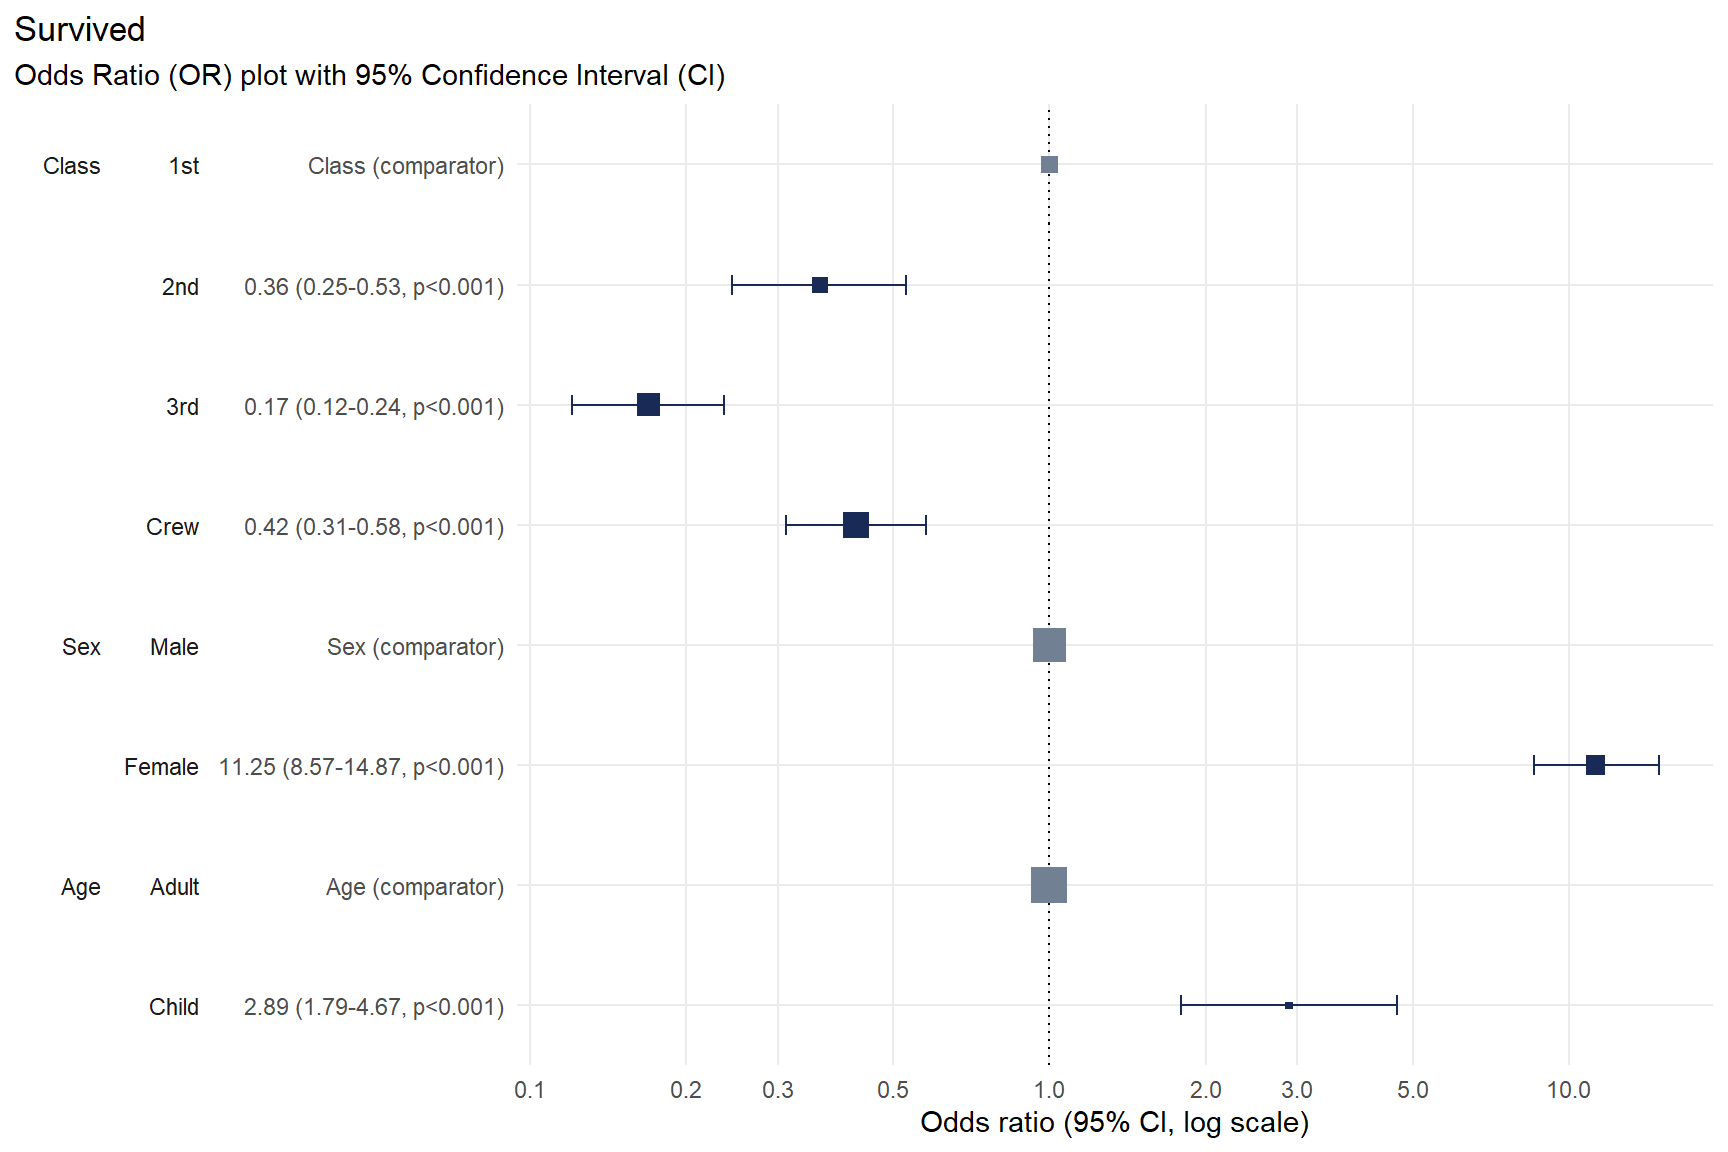 Survived
Odds Ratio (OR) plot with 95% Confidence Interval (CI)
Class 1st Class (comparator)
2nd 0.36 (0.25-0.53, p<0.001)
3rd 0.17 (0.12-0.24, p<0.001)
Crew 0.42 (0.31-0.58, p<0.001)
Sex Male Sex (comparator)
Female 11.25 (8.57-14.87, p<0.001)
Age Adult Age (comparator)
Child 2.89 (1.79-4.67, p<0.001)
0.1 0.2 0.3 0.5 1.0 2.0 3.0 5.0 10.0
Odds ratio (95% CI, log scale)